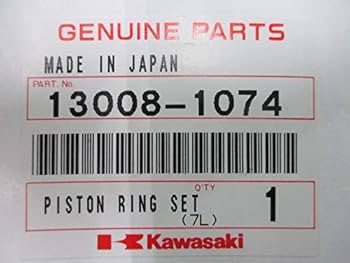 GENUINE PARTS
MADE IN JAPAN
PART. No.
13008-1074
Q'TY
PISTON RING SET 1
(7L)
Kawasaki